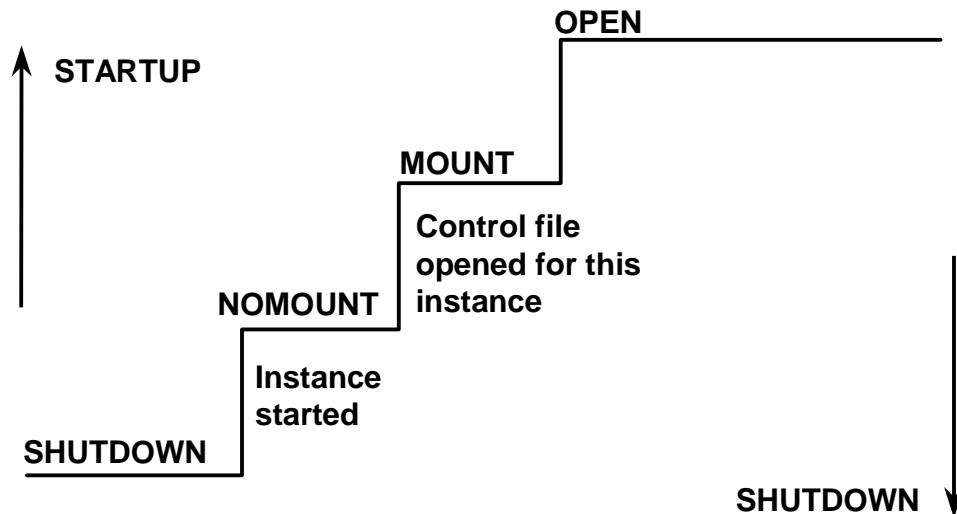 OPEN
STARTUP
MOUNT
Control file
opened for this
instance
NOMOUNT
Instance
started
SHUTDOWN
SHUTDOWN